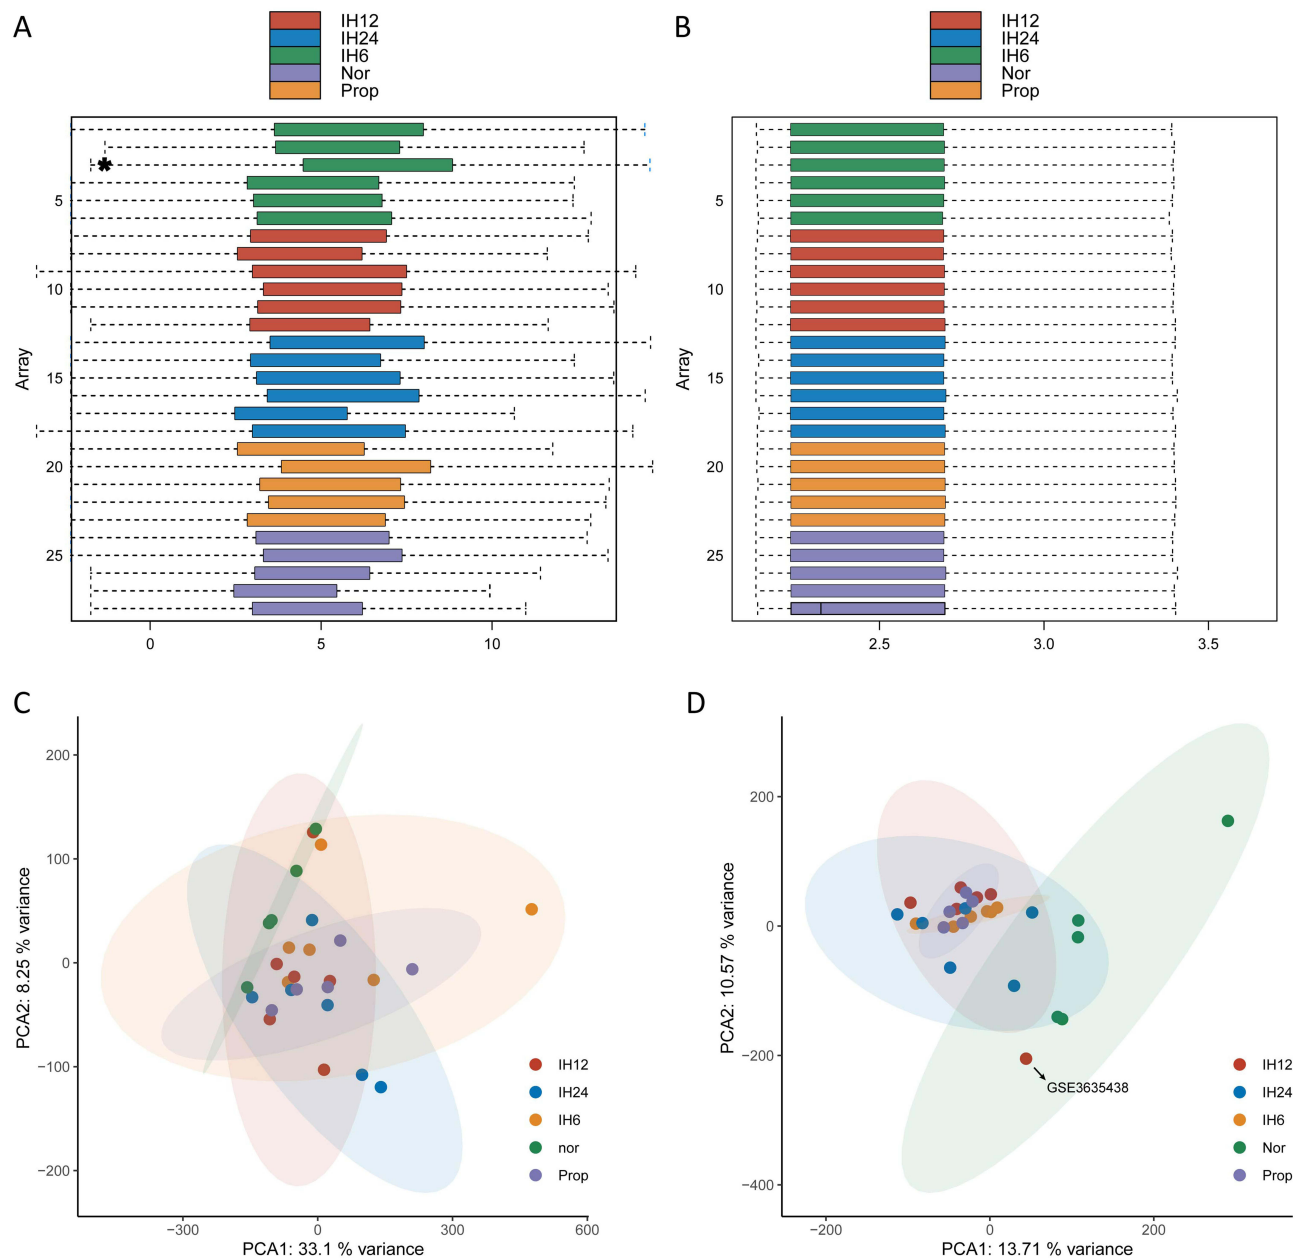 A
IH12
IH24
IH6
Nor
Prop
*
Array
5
10
15
20
25
0
5
10
B
IH12
IH24
IH6
Nor
Prop
Array
5
10
15
20
25
2.5
3.0
3.5
C
PCA2: 8.25 % variance
200
100
0
−100
−200
−300
0
300
600
PCA1: 33.1 % variance
IH12
IH24
IH6
nor
Prop
D
PCA2: 10.57 % variance
200
0
−200
−400
−200
0
200
PCA1: 13.71 % variance
GSE3635438
IH12
IH24
IH6
Nor
Prop